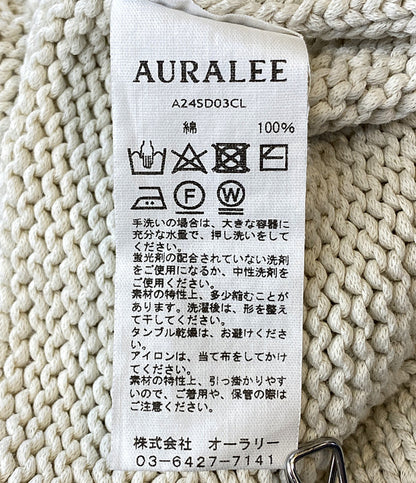 AURALEE
A24SD03CL
綿 100%
F
W
手洗いの場合は、大きな容器に
充分な水量で、押し洗いをして
ください。
蛍光剤の配合されていない洗剤
をご使用になるか、中性洗剤を
ご使用ください。
素材の特性上、多少縮むことが
あります。洗濯後は、形を整え
て干してください。
タンブル乾燥は、お避けくださ
い。
アイロンは、当て布をしてかけ
てください。
素材の特性上、引っ掛かりやす
いので、ご着用や、保管の際は
ご注意ください。
株式会社 オーラリー
03-6427-7141